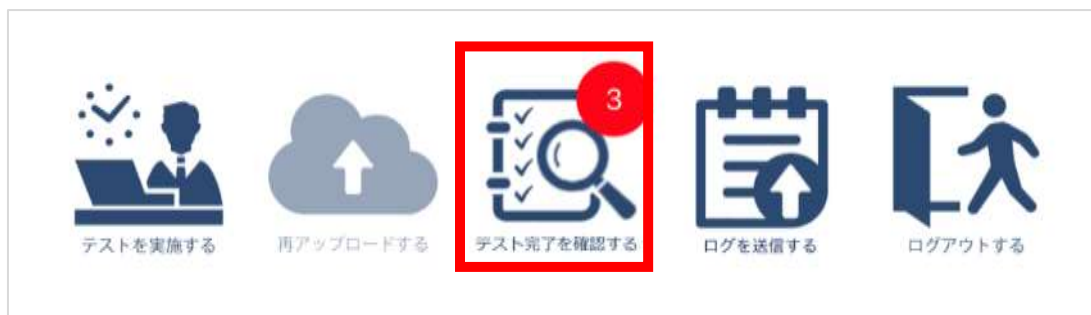 3
テストを実施する
再アップロードする
テスト完了を確認する
ログを送信する
ログアウトする